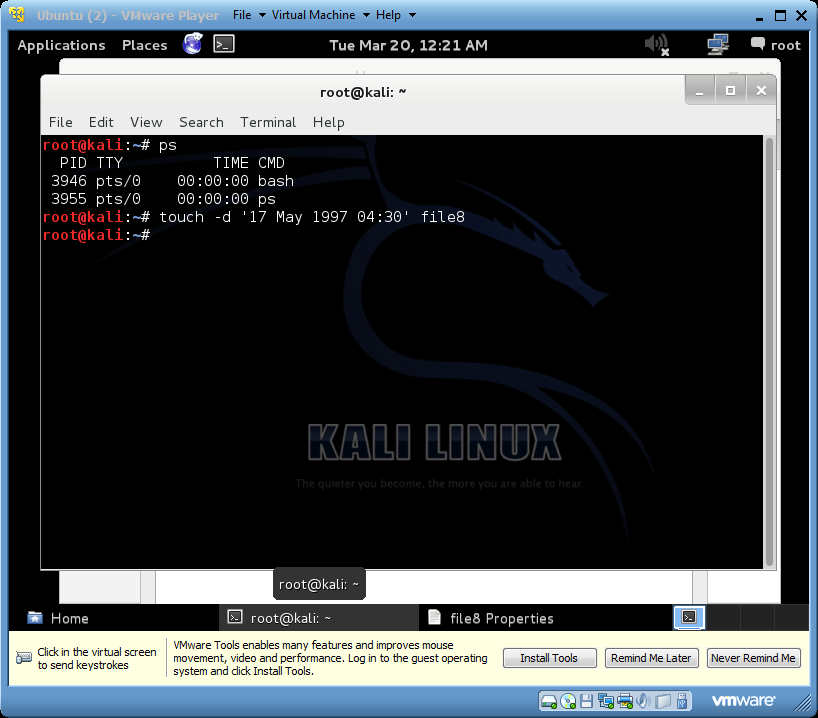 Ubuntu (2) - VMware Player File Virtual Machine Help
Applications Places Tue Mar 20, 12:21 AM root
root@kali: ~
File Edit View Search Terminal Help
root@kali:~# ps
PID TTY TIME CMD
3946 pts/0 00:00:00 bash
3955 pts/0 00:00:00 ps
root@kali:~# touch -d '17 May 1997 04:30' file8
root@kali:~#
KALI LINUX
The quieter you become, the more you are able to hear.
root@kali: ~
Home root@kali: ~ file8 Properties
Click in the virtual screen
to send keystrokes
VMware Tools enables many features and improves mouse
movement, video and performance. Log in to the guest operating
system and click Install Tools.
Install Tools Remind Me Later Never Remind Me
vmware